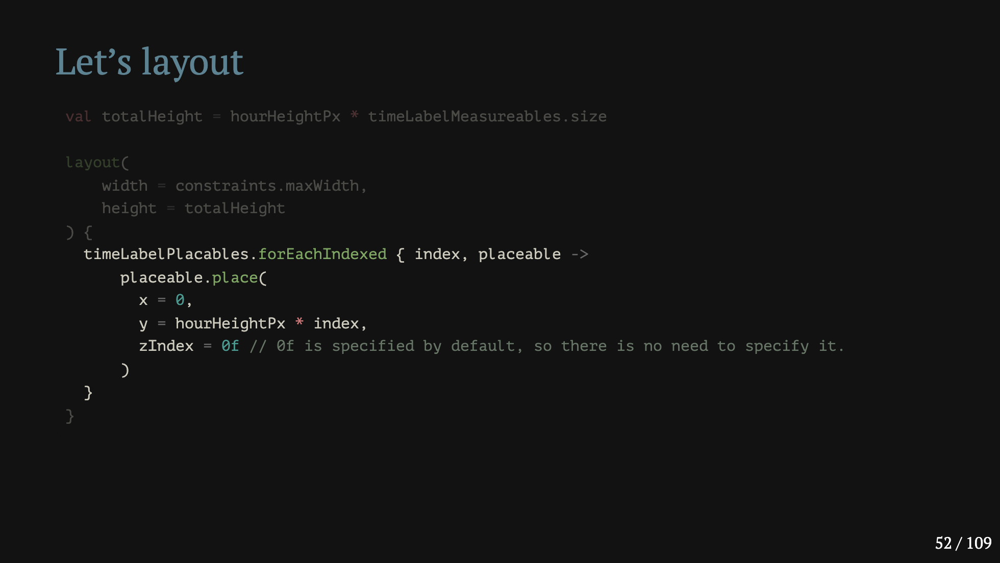 Let’s layout
val totalHeight = hourHeightPx * timeLabelMeasureables.size
layout(
    width = constraints.maxWidth,
    height = totalHeight
) {
  timeLabelPlacables.forEachIndexed { index, placeable ->
      placeable.place(
        x = 0,
        y = hourHeightPx * index,
        zIndex = 0f // 0f is specified by default, so there is no need to specify it.
      )
  }
}
52 / 109